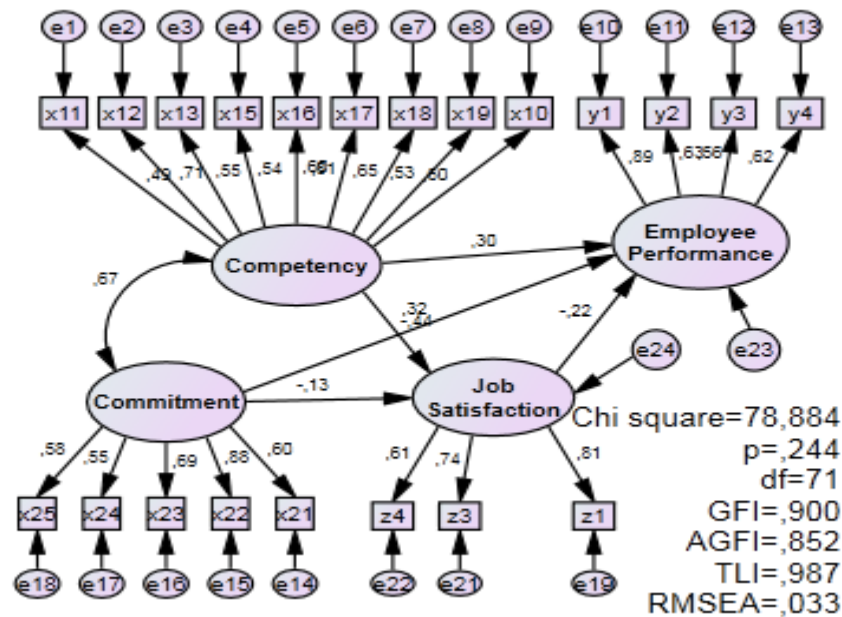 e1 e2 e3 e4 e5 e6 e7 e8 e9 e10 e11 e12 e13
x11 x12 x13 x15 x16 x17 x18 x19 x10 y1 y2 y3 y4
,49 ,71 ,55 ,54 ,65 ,53 ,89 ,63 ,62
Employee
Performance
Competency
,30
,67
,32
-,44
-,22
e24 e23
-,13
Commitment
Job
Satisfaction
,58 ,55 ,69 ,88 ,60
,61 ,74 ,81
x25 x24 x23 x22 x21 z4 z3 z1
e18 e17 e16 e15 e14 e22 e21 e19
Chi square=78,884
p=,244
df=71
GFI=,900
AGFI=,852
TLI=,987
RMSEA=,033